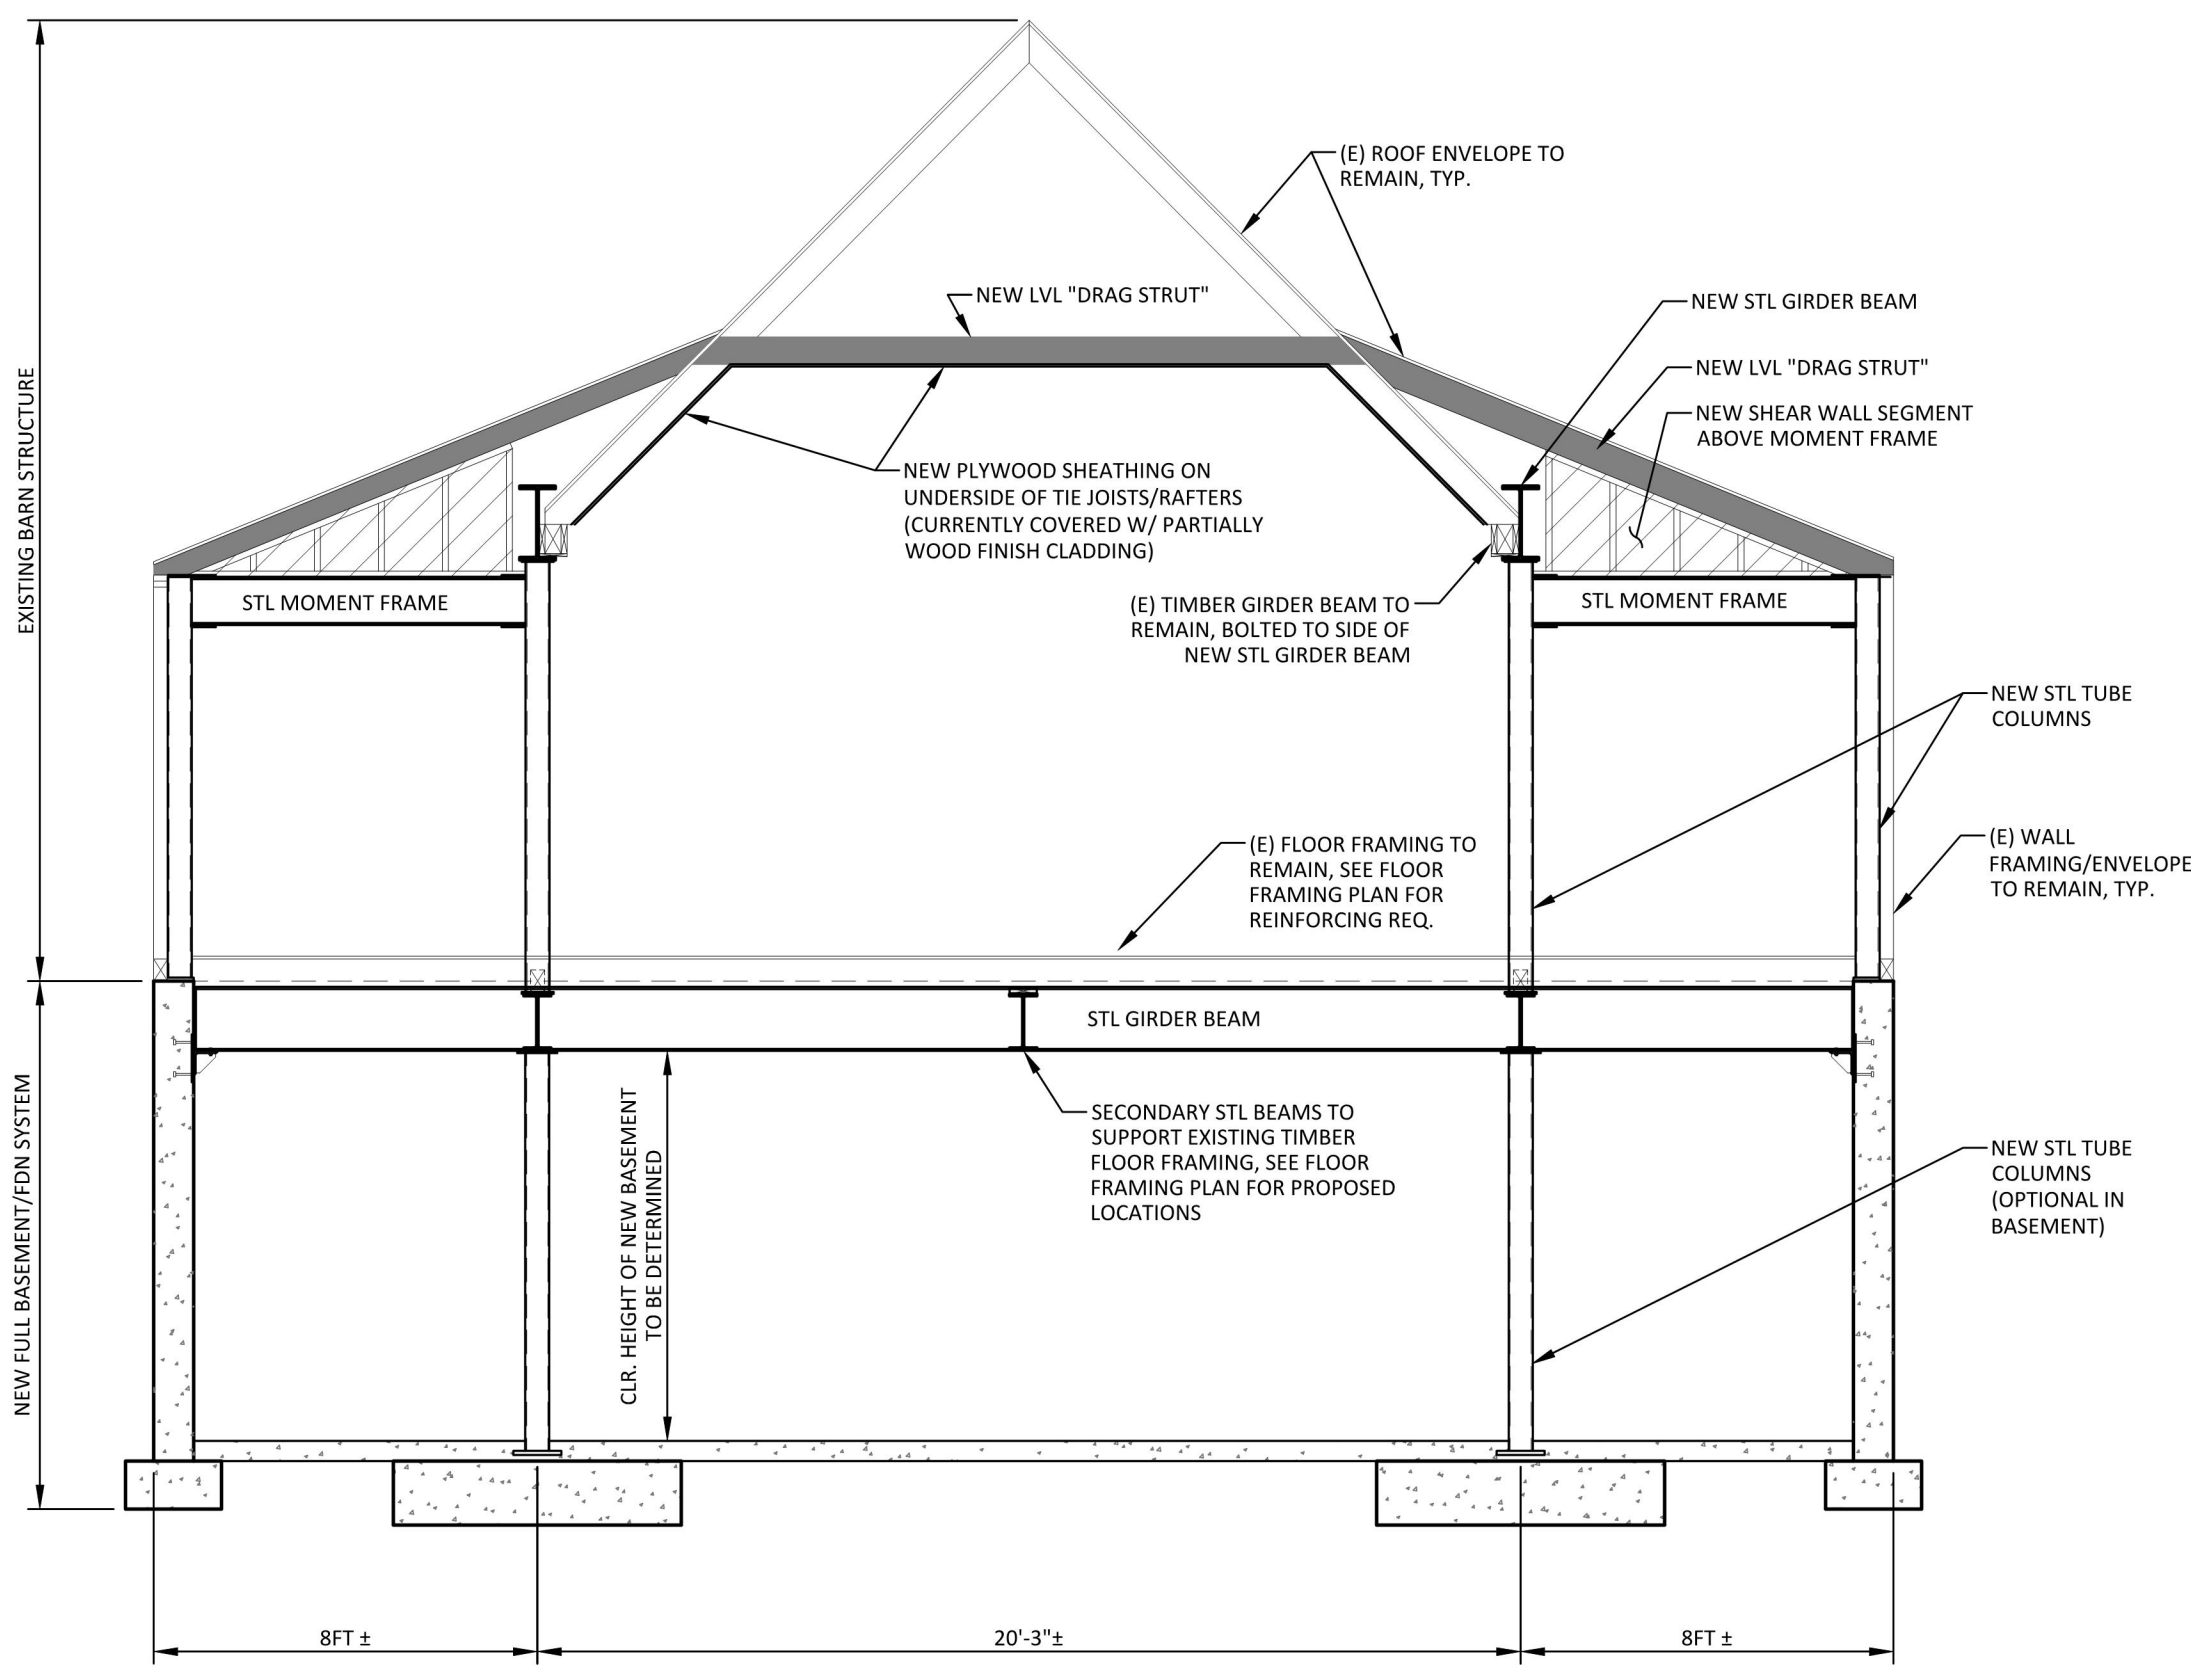 (E) ROOF ENVELOPE TO
REMAIN, TYP.
NEW LVL "DRAG STRUT"
NEW STL GIRDER BEAM
NEW LVL "DRAG STRUT"
NEW SHEAR WALL SEGMENT
ABOVE MOMENT FRAME
EXISTING BARN STRUCTURE
NEW PLYWOOD SHEATHING ON
UNDERSIDE OF TIE JOISTS/RAFTERS
(CURRENTLY COVERED W/ PARTIALLY
WOOD FINISH CLADDING)
STL MOMENT FRAME
(E) TIMBER GIRDER BEAM TO
REMAIN, BOLTED TO SIDE OF
NEW STL GIRDER BEAM
STL MOMENT FRAME
NEW STL TUBE
COLUMNS
(E) FLOOR FRAMING TO
REMAIN, SEE FLOOR
FRAMING PLAN FOR
REINFORCING REQ.
(E) WALL
FRAMING/ENVELOPE
TO REMAIN, TYP.
STL GIRDER BEAM
NEW FULL BASEMENT/FDN SYSTEM
CLR. HEIGHT OF NEW BASEMENT
TO BE DETERMINED
SECONDARY STL BEAMS TO
SUPPORT EXISTING TIMBER
FLOOR FRAMING, SEE FLOOR
FRAMING PLAN FOR PROPOSED
LOCATIONS
NEW STL TUBE
COLUMNS
(OPTIONAL IN
BASEMENT)
8FT ±
20'-3"±
8FT ±